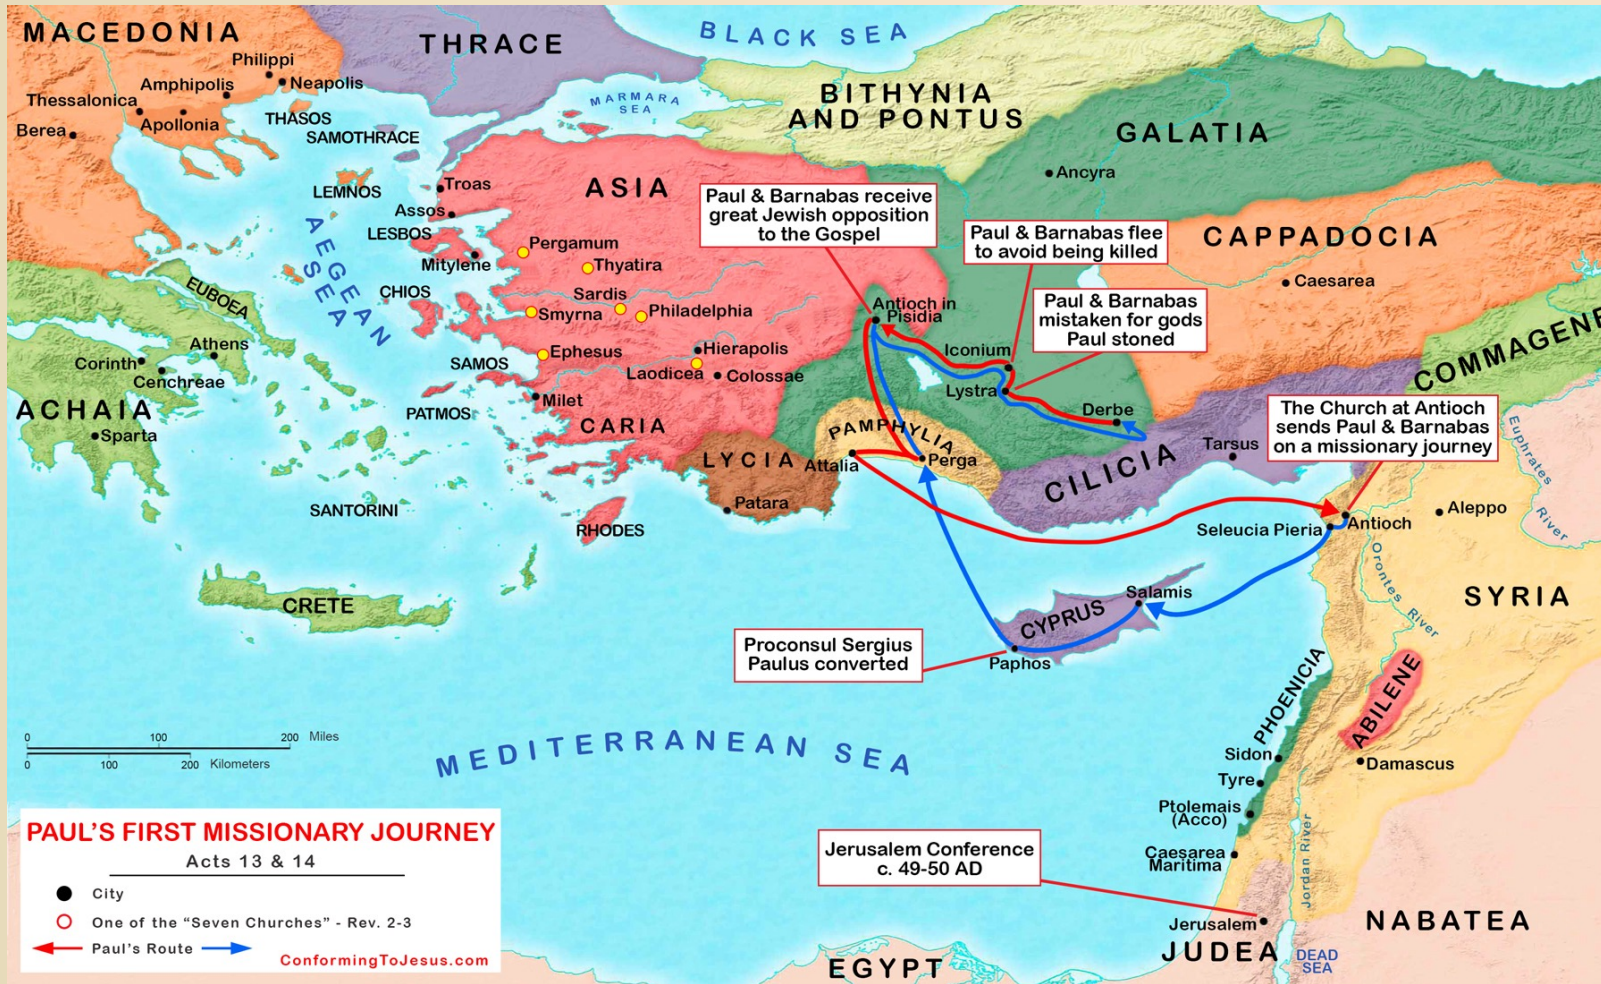 MACEDONIA
THRACE
BLACK SEA
Philippi
Neapolis
Amphipolis
Thessalonica
Apollonia
Berea
THASOS
SAMOTHRACE
MARMARA
SEA
BITHYNIA
AND PONTUS
GALATIA
Ancyra
LEMNOS
Troas
ASIA
Assos
LESBOS
Mitylene
AEGEAN
SEA
Pergamum
Thyatira
Paul & Barnabas receive
great Jewish opposition
to the Gospel
Paul & Barnabas flee
to avoid being killed
CAPPADOCIA
Caesarea
EUBOEA
CHIOS
Sardis
Smyrna
Philadelphia
Antioch in
Pisidia
Paul & Barnabas
mistaken for gods
Paul stoned
COMMAGENE
Athens
Corinth
Cenchreae
SAMOS
Ephesus
Hierapolis
Laodicea
Colossae
Iconium
Lystra
Derbe
ACHAIA
Sparta
PATMOS
Milet
CARIA
PAMPHYLIA
LYCIA
Attalia
Perga
CILICIA
Tarsus
The Church at Antioch
sends Paul & Barnabas
on a missionary journey
Euphrates
River
SANTORINI
RHODES
Patara
Seleucia Pieria
Antioch
Aleppo
Orontes River
CRETE
SYRIA
Salamis
CYPRUS
Paphos
Proconsul Sergius
Paulus converted
PHOENICIA
ABILENE
0 100 200 Miles
0 100 200 Kilometers
MEDITERRANEAN SEA
Sidon
Tyre
Damascus
Ptolemais
(Acco)
Caesarea
Maritima
Jordan River
Jerusalem Conference
c. 49-50 AD
Jerusalem
JUDEA
DEAD
SEA
NABATEA
EGYPT
PAUL'S FIRST MISSIONARY JOURNEY
Acts 13 & 14
City
One of the “Seven Churches” - Rev. 2-3
Paul's Route
ConformingToJesus.com